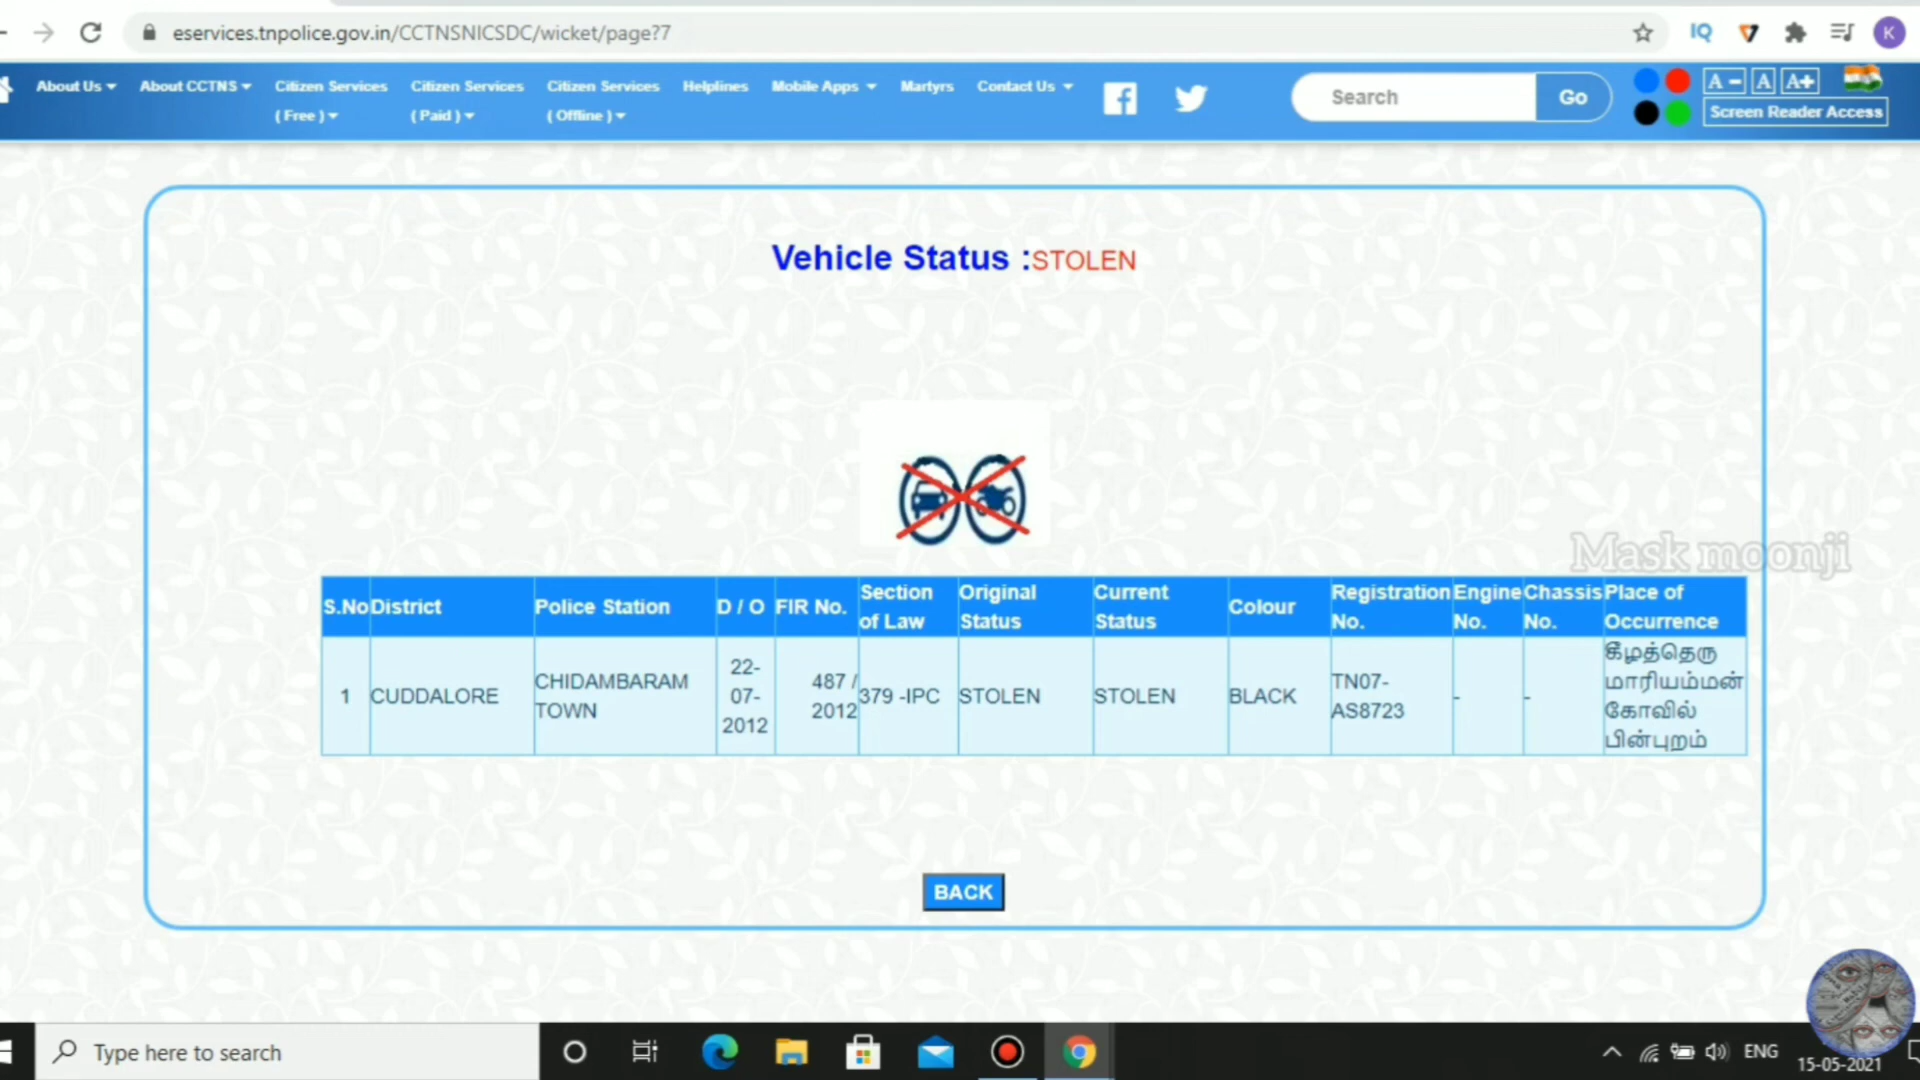 eservices.tnpolice.gov.in/CCTNSNICSDC/wicket/page?7
IQ
K
About Us
About CCTNS
Citizen Services
( Free )
Citizen Services
( Paid )
Citizen Services
( Offline )
Helplines
Mobile Apps
Martyrs
Contact Us
Search
Go
A -
A
A+
Screen Reader Access
Vehicle Status :STOLEN
Mask moonji
S.No District Police Station D / O FIR No. Section of Law Original Status Current Status Colour Registration No. Engine No. Chassis No. Place of Occurrence
1 CUDDALORE CHIDAMBARAM TOWN 22-07-2012 487 / 2012 379 -IPC STOLEN STOLEN BLACK TN07-AS8723 - - கீழத்தெரு மாரியம்மன் கோவில் பின்புறம்
BACK
Type here to search
ENG
15-05-2021